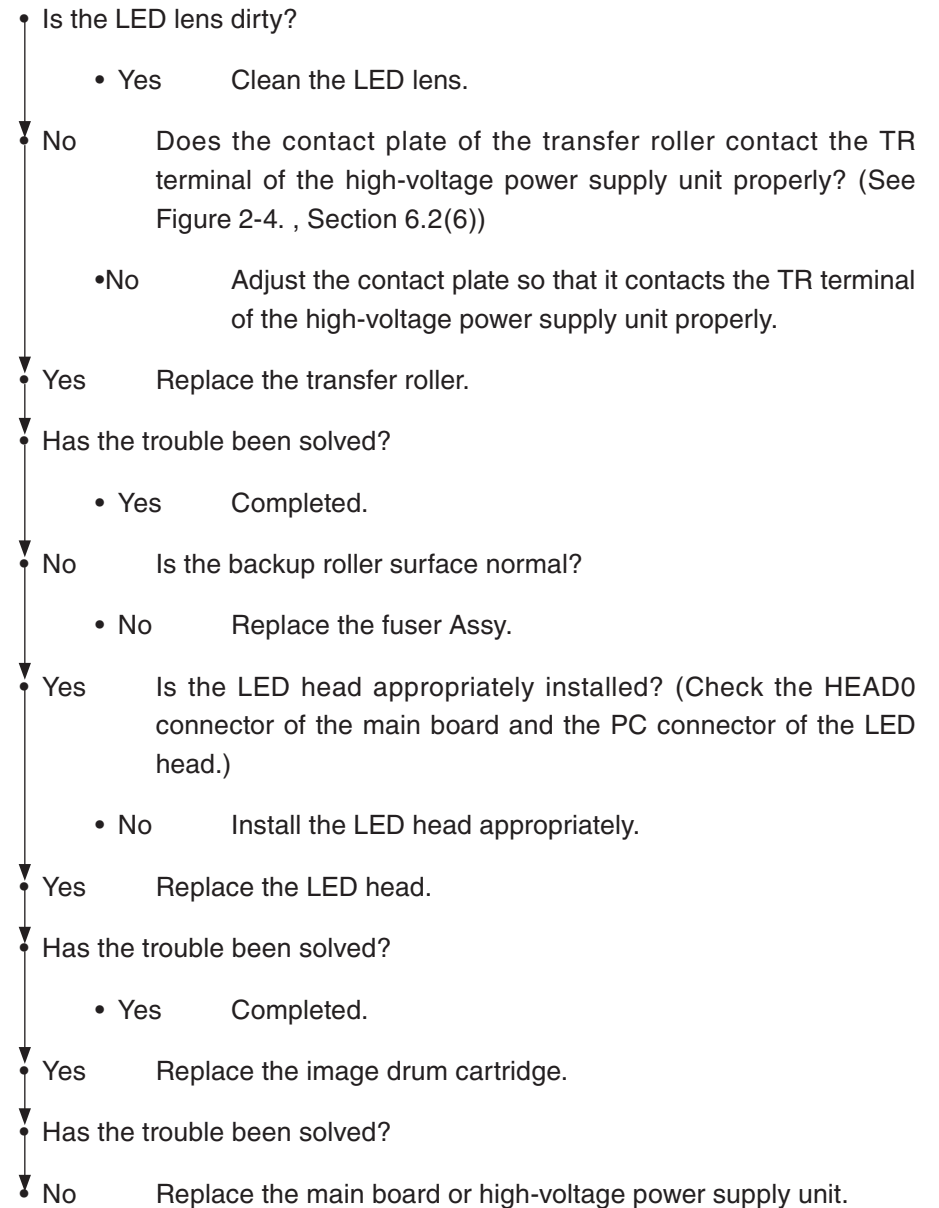 • Is the LED lens dirty?
• Yes Clean the LED lens.
• No Does the contact plate of the transfer roller contact the TR
terminal of the high-voltage power supply unit properly? (See
Figure 2-4. , Section 6.2(6))
•No Adjust the contact plate so that it contacts the TR terminal
of the high-voltage power supply unit properly.
• Yes Replace the transfer roller.
• Has the trouble been solved?
• Yes Completed.
• No Is the backup roller surface normal?
• No Replace the fuser Assy.
• Yes Is the LED head appropriately installed? (Check the HEAD0
connector of the main board and the PC connector of the LED
head.)
• No Install the LED head appropriately.
• Yes Replace the LED head.
• Has the trouble been solved?
• Yes Completed.
• Yes Replace the image drum cartridge.
• Has the trouble been solved?
• No Replace the main board or high-voltage power supply unit.